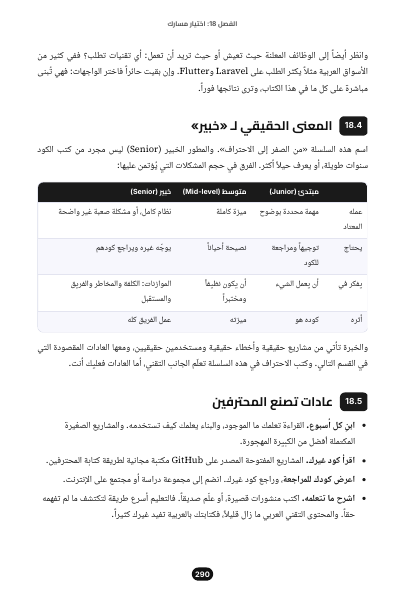 الفصل 18: اختيار مسارك
وانظر أيضاً إلى الوظائف المعلنة حيث تعيش أو حيث تريد أن تعمل: أي تقنيات تطلب؟ ففي كثير من
الأسواق العربية مثلاً يكثر الطلب على Laravel وFlutter. وإن بقيت حائراً فاختر الواجهات: فهي تُبنى
مباشرة على كل ما في هذا الكتاب، وترى نتائجها فوراً.
18.4 المعنى الحقيقي لـ «خبير»
اسم هذه السلسلة «من الصفر إلى الاحتراف». والمطور الخبير (Senior) ليس مجرد من كتب الكود
سنوات طويلة، أو يعرف حيلاً أكثر. الفرق في حجم المشكلات التي يُؤتمن عليها:
مبتدئ (Junior) متوسط (Mid-level) خبير (Senior)
عمله مهمة محددة بوضوح ميزة كاملة نظام كامل، أو مشكلة صعبة غير واضحة
المعتاد
يحتاج توجيهاً ومراجعة نصيحة أحياناً يوجّه غيره ويراجع كودهم
للكود
يفكر في أن يعمل الشيء أن يكون نظيفاً الموازنات: الكلفة والمخاطر والفريق
ومختبراً والمستقبل
أثره كوده هو ميزته عمل الفريق كله
والخبرة تأتي من مشاريع حقيقية وأخطاء حقيقية ومستخدمين حقيقيين، ومعها العادات المقصودة التي
في القسم التالي. وكتب الاحتراف في هذه السلسلة تعلّم الجانب التقني، أما العادات فعليك أنت.
18.5 عادات تصنع المحترفين
• ابنِ كل أسبوع. القراءة تعلمك ما الموجود، والبناء يعلمك كيف تستخدمه. والمشاريع الصغيرة
المكتملة أفضل من الكبيرة المهجورة.
• اقرأ كود غيرك. المشاريع المفتوحة المصدر على GitHub مكتبة مجانية لطريقة كتابة المحترفين.
• اعرض كودك للمراجعة، وراجع كود غيرك. انضم إلى مجموعة دراسة أو مجتمع على الإنترنت.
• اشرح ما تتعلمه. اكتب منشورات قصيرة، أو علّم صديقاً. فالتعليم أسرع طريقة لتكتشف ما لم تفهمه
حقاً. والمحتوى التقني العربي ما زال قليلاً، فكتابتك بالعربية تفيد غيرك كثيراً.
290